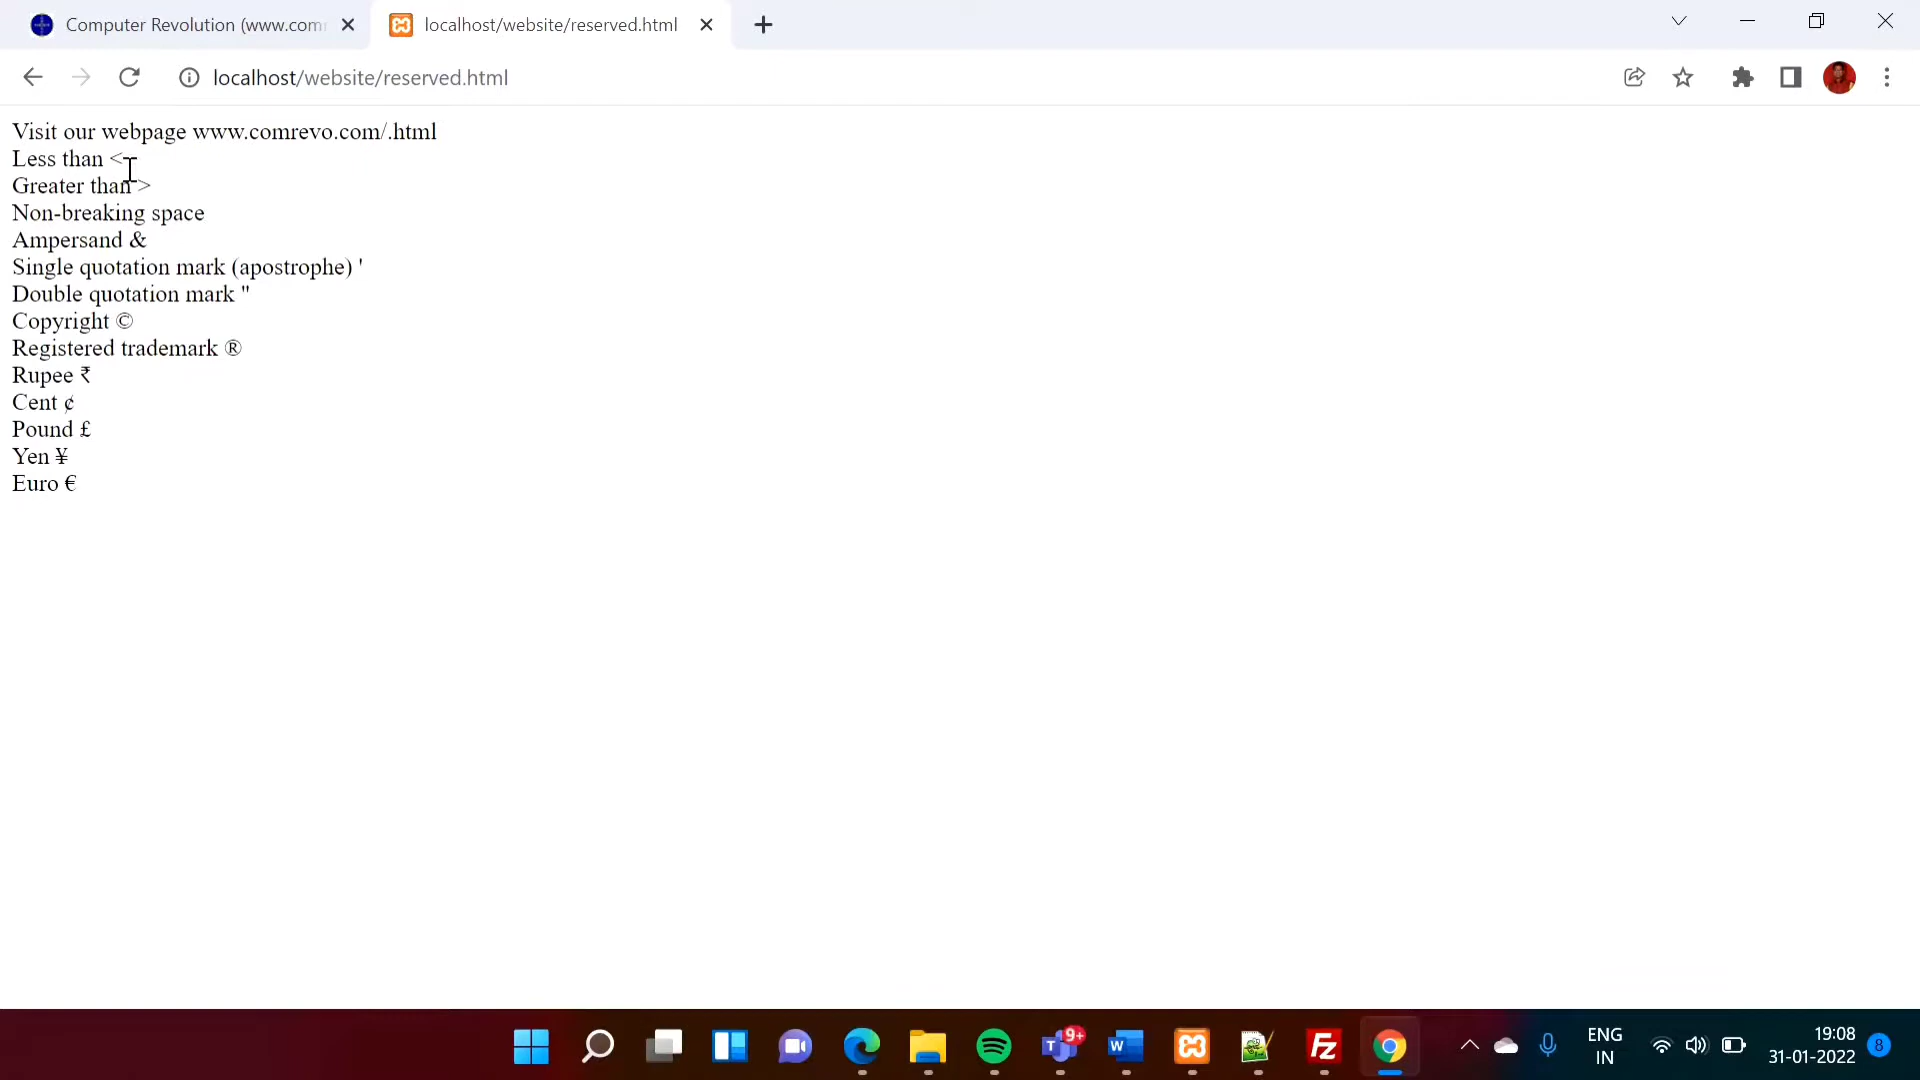 Computer Revolution (www.com
localhost/website/reserved.html
localhost/website/reserved.html
Visit our webpage www.comrevo.com/.html
Less than <
Greater than >
Non-breaking space
Ampersand &
Single quotation mark (apostrophe) '
Double quotation mark "
Copyright ©
Registered trademark ®
Rupee ₹
Cent ¢
Pound £
Yen ¥
Euro €
9+
ENG
IN
19:08
31-01-2022
8